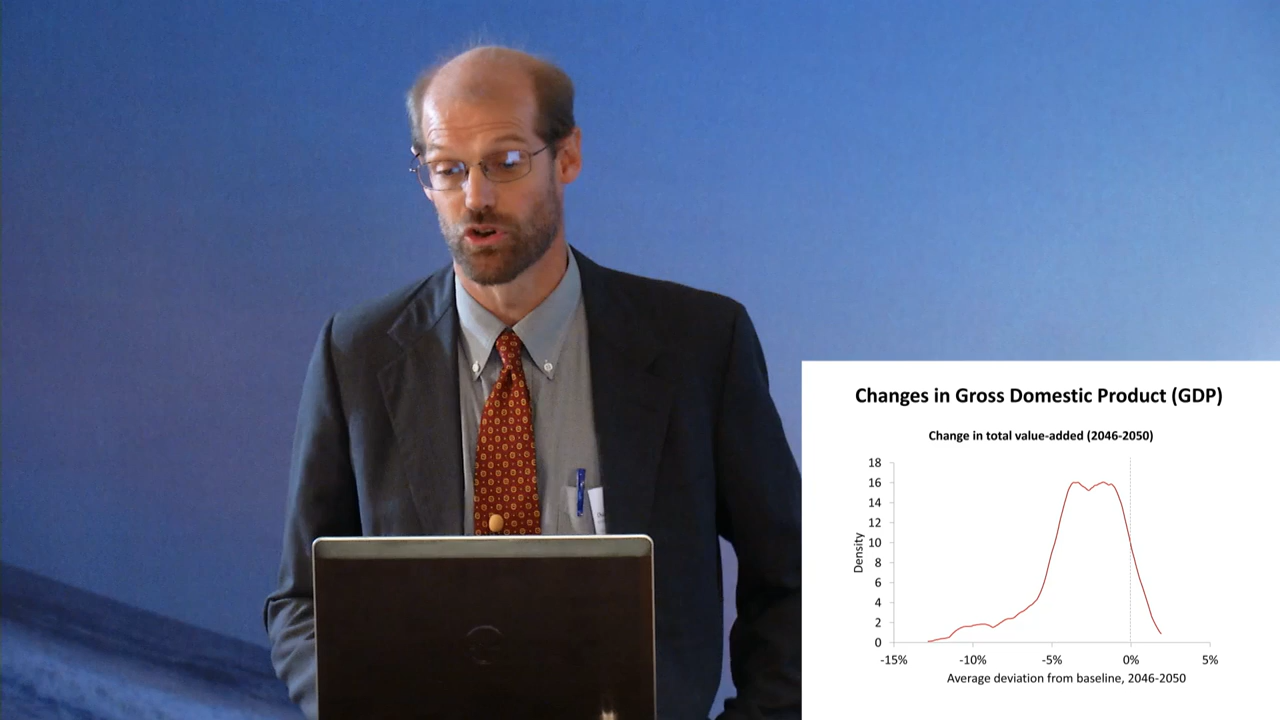 Changes in Gross Domestic Product (GDP)
Change in total value-added (2046-2050)
18
16
14
12
10
8
6
4
2
0
Density
-15% -10% -5% 0% 5%
Average deviation from baseline, 2046-2050